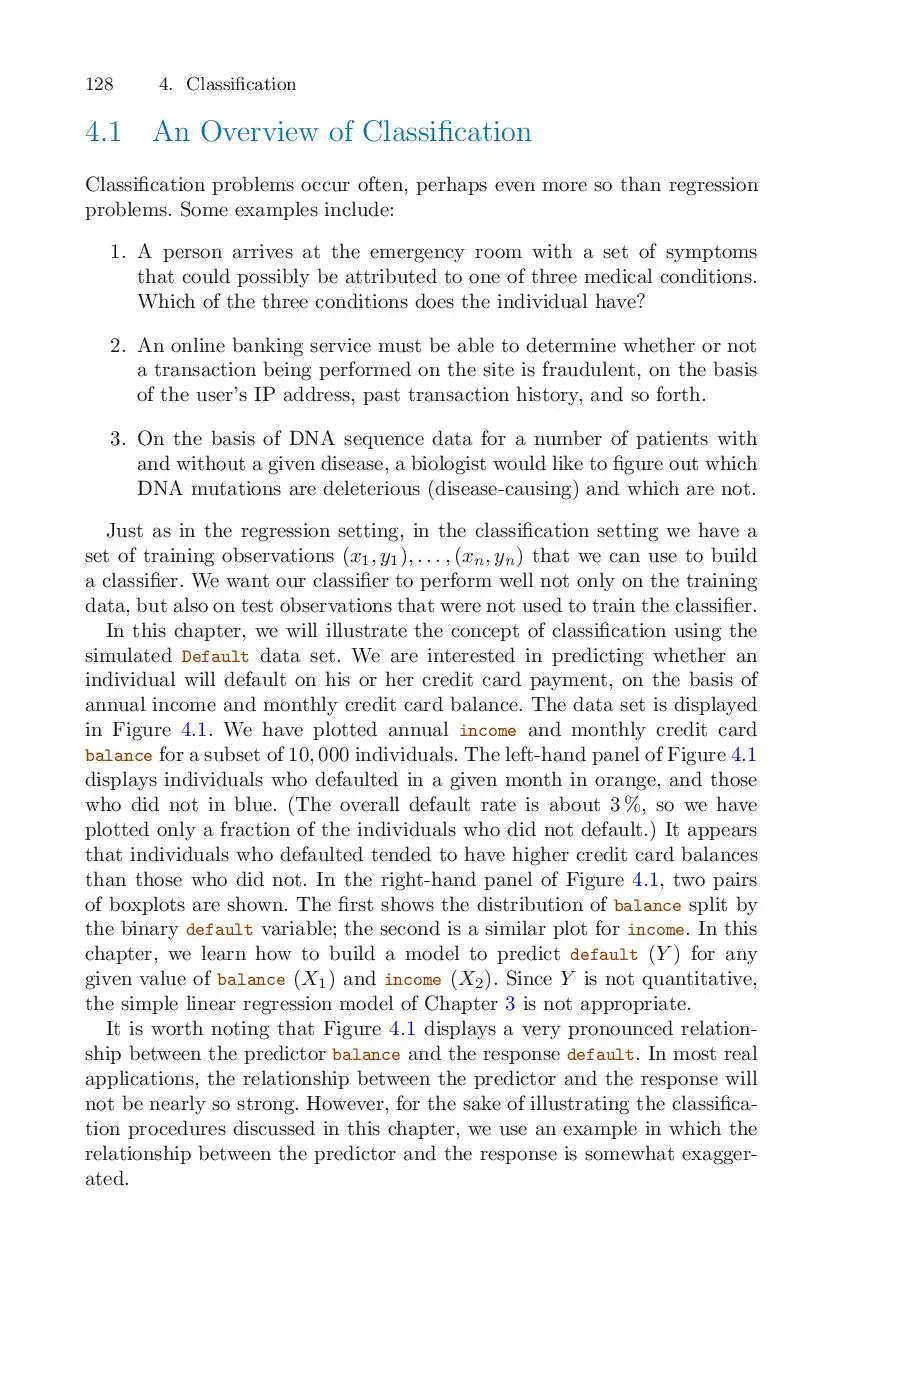 128 4. Classification
4.1 An Overview of Classification
Classification problems occur often, perhaps even more so than regression
problems. Some examples include:
1. A person arrives at the emergency room with a set of symptoms
that could possibly be attributed to one of three medical conditions.
Which of the three conditions does the individual have?
2. An online banking service must be able to determine whether or not
a transaction being performed on the site is fraudulent, on the basis
of the user's IP address, past transaction history, and so forth.
3. On the basis of DNA sequence data for a number of patients with
and without a given disease, a biologist would like to figure out which
DNA mutations are deleterious (disease-causing) and which are not.
Just as in the regression setting, in the classification setting we have a
set of training observations (x₁, y₁), . . . , (xₙ, yₙ) that we can use to build
a classifier. We want our classifier to perform well not only on the training
data, but also on test observations that were not used to train the classifier.
In this chapter, we will illustrate the concept of classification using the
simulated Default data set. We are interested in predicting whether an
individual will default on his or her credit card payment, on the basis of
annual income and monthly credit card balance. The data set is displayed
in Figure 4.1. We have plotted annual income and monthly credit card
balance for a subset of 10, 000 individuals. The left-hand panel of Figure 4.1
displays individuals who defaulted in a given month in orange, and those
who did not in blue. (The overall default rate is about 3 %, so we have
plotted only a fraction of the individuals who did not default.) It appears
that individuals who defaulted tended to have higher credit card balances
than those who did not. In the right-hand panel of Figure 4.1, two pairs
of boxplots are shown. The first shows the distribution of balance split by
the binary default variable; the second is a similar plot for income. In this
chapter, we learn how to build a model to predict default (Y) for any
given value of balance (X₁) and income (X₂). Since Y is not quantitative,
the simple linear regression model of Chapter 3 is not appropriate.
It is worth noting that Figure 4.1 displays a very pronounced relation-
ship between the predictor balance and the response default. In most real
applications, the relationship between the predictor and the response will
not be nearly so strong. However, for the sake of illustrating the classifica-
tion procedures discussed in this chapter, we use an example in which the
relationship between the predictor and the response is somewhat exagger-
ated.